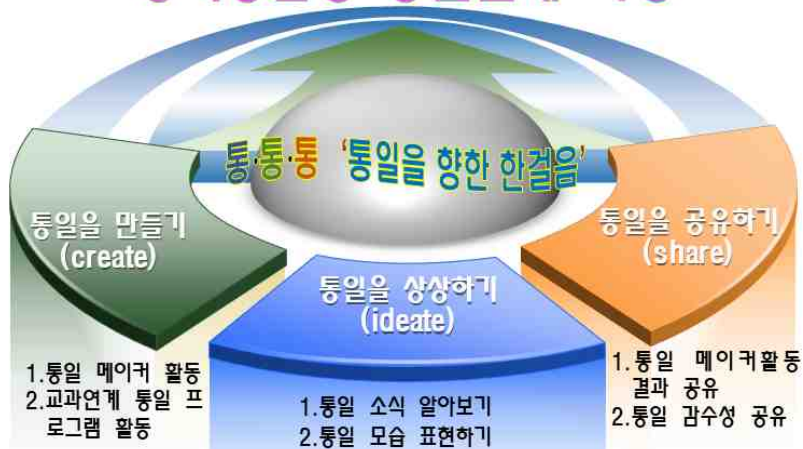 통·통·통 '통일을 향한 한걸음'
통일을 만들기
(create)
1.통일 메이커 활동
2.교과연계 통일 프
로그램 활동
통일을 상상하기
(ideate)
1.통일 소식 알아보기
2.통일 모습 표현하기
통일을 공유하기
(share)
1.통일 메이커활동
결과 공유
2.통일 감수성 공유